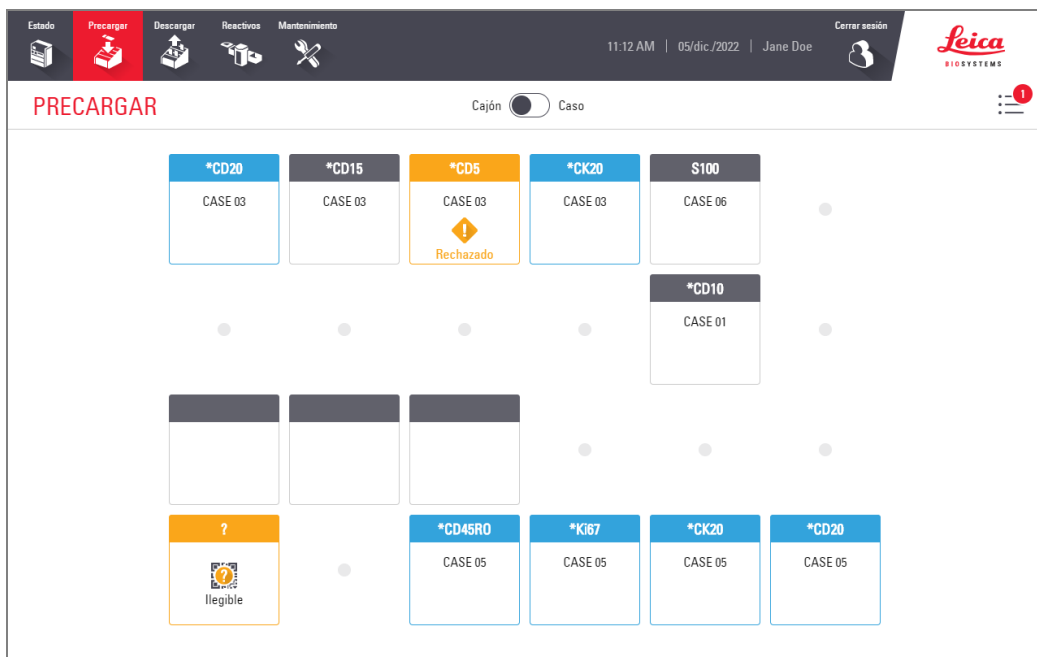 Estado Precargar Descargar Reactivos Mantenimiento Cerrar sesión
11:12 AM | 05/dic./2022 | Jane Doe
Leica
BIOSYSTEMS
PRECARGAR Cajón Caso 1
*CD20 *CD15 *CD5 *CK20 S100
CASE 03 CASE 03 CASE 03 CASE 03 CASE 06
!
Rechazado
*CD10
CASE 01
? *CD45RO *Ki67 *CK20 *CD20
CASE 05 CASE 05 CASE 05 CASE 05
?
Ilegible